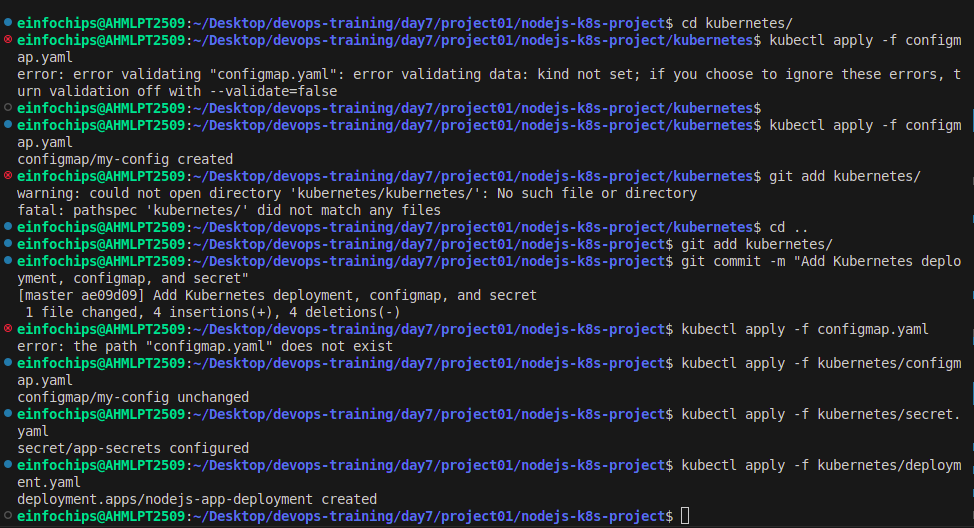 einfochips@AHMLPT2509:~/Desktop/devops-training/day7/project01/nodejs-k8s-project$ cd kubernetes/
einfochips@AHMLPT2509:~/Desktop/devops-training/day7/project01/nodejs-k8s-project/kubernetes$ kubectl apply -f configm
ap.yaml
error: error validating "configmap.yaml": error validating data: kind not set; if you choose to ignore these errors, t
urn validation off with --validate=false
einfochips@AHMLPT2509:~/Desktop/devops-training/day7/project01/nodejs-k8s-project/kubernetes$
einfochips@AHMLPT2509:~/Desktop/devops-training/day7/project01/nodejs-k8s-project/kubernetes$ kubectl apply -f configm
ap.yaml
configmap/my-config created
einfochips@AHMLPT2509:~/Desktop/devops-training/day7/project01/nodejs-k8s-project/kubernetes$ git add kubernetes/
warning: could not open directory 'kubernetes/kubernetes/': No such file or directory
fatal: pathspec 'kubernetes/' did not match any files
einfochips@AHMLPT2509:~/Desktop/devops-training/day7/project01/nodejs-k8s-project/kubernetes$ cd ..
einfochips@AHMLPT2509:~/Desktop/devops-training/day7/project01/nodejs-k8s-project$ git add kubernetes/
einfochips@AHMLPT2509:~/Desktop/devops-training/day7/project01/nodejs-k8s-project$ git commit -m "Add Kubernetes deplo
yment, configmap, and secret"
[master ae09d09] Add Kubernetes deployment, configmap, and secret
 1 file changed, 4 insertions(+), 4 deletions(-)
einfochips@AHMLPT2509:~/Desktop/devops-training/day7/project01/nodejs-k8s-project$ kubectl apply -f configmap.yaml
error: the path "configmap.yaml" does not exist
einfochips@AHMLPT2509:~/Desktop/devops-training/day7/project01/nodejs-k8s-project$ kubectl apply -f kubernetes/configm
ap.yaml
configmap/my-config unchanged
einfochips@AHMLPT2509:~/Desktop/devops-training/day7/project01/nodejs-k8s-project$ kubectl apply -f kubernetes/secret.
yaml
secret/app-secrets configured
einfochips@AHMLPT2509:~/Desktop/devops-training/day7/project01/nodejs-k8s-project$ kubectl apply -f kubernetes/deploym
ent.yaml
deployment.apps/nodejs-app-deployment created
einfochips@AHMLPT2509:~/Desktop/devops-training/day7/project01/nodejs-k8s-project$